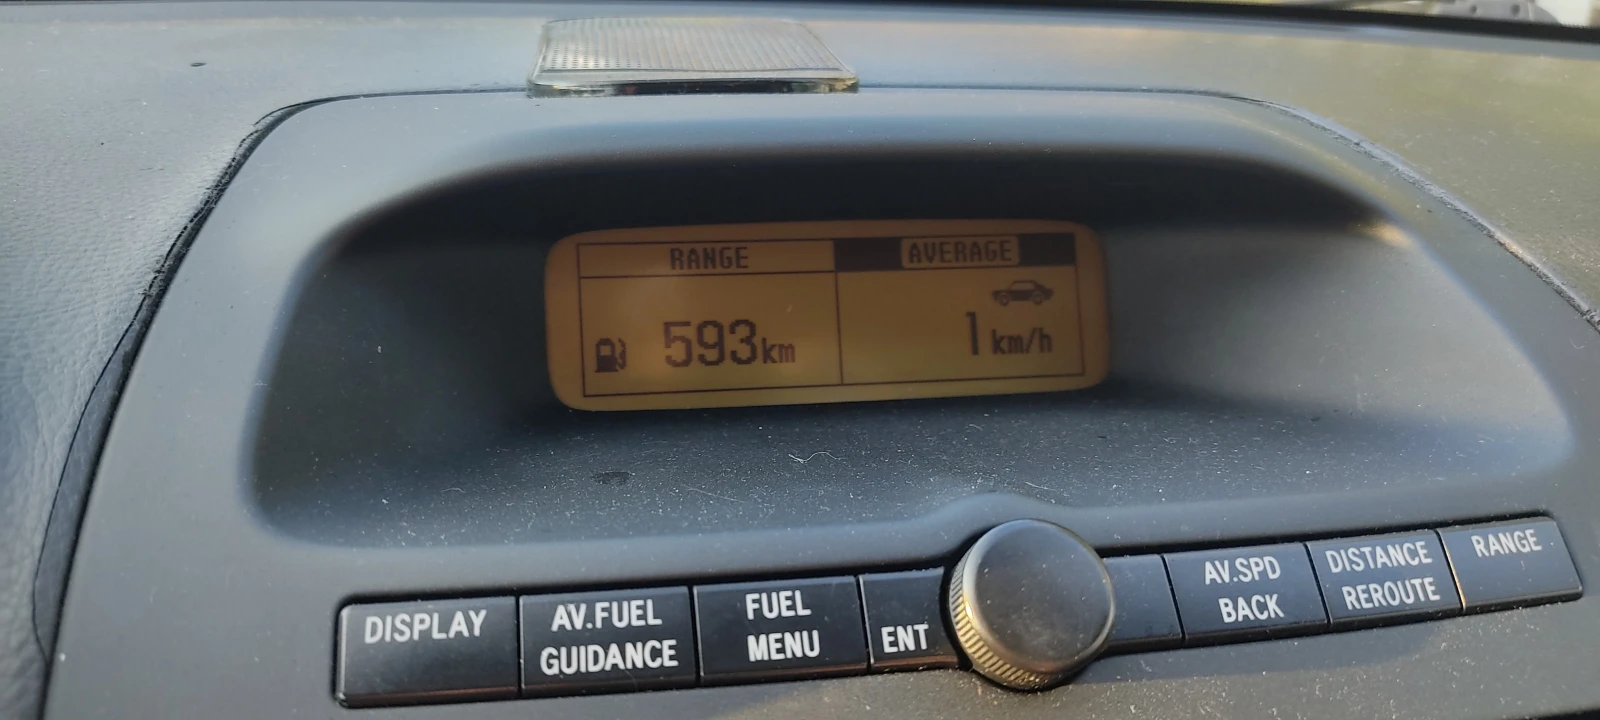 RANGE
AVERAGE
593km
1 km/h
DISPLAY
AV.FUEL
GUIDANCE
FUEL
MENU
ENT
AV.SPD
BACK
DISTANCE
REROUTE
RANGE